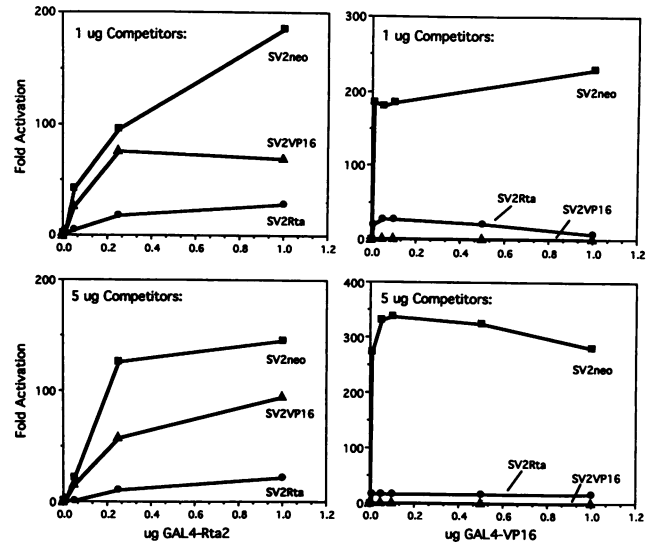 1 ug Competitors:
SV2neo
SV2VP16
SV2Rta
Fold Activation
200
100
0
0.0 0.2 0.4 0.6 0.8 1.0 1.2
1 ug Competitors:
SV2neo
SV2Rta
SV2VP16
300
200
100
0
0.0 0.2 0.4 0.6 0.8 1.0 1.2
5 ug Competitors:
SV2neo
SV2VP16
SV2Rta
Fold Activation
200
100
0
0.0 0.2 0.4 0.6 0.8 1.0 1.2
ug GAL4-Rta2
5 ug Competitors:
SV2neo
SV2Rta
SV2VP16
400
300
200
100
0
0.0 0.2 0.4 0.6 0.8 1.0 1.2
ug GAL4-VP16